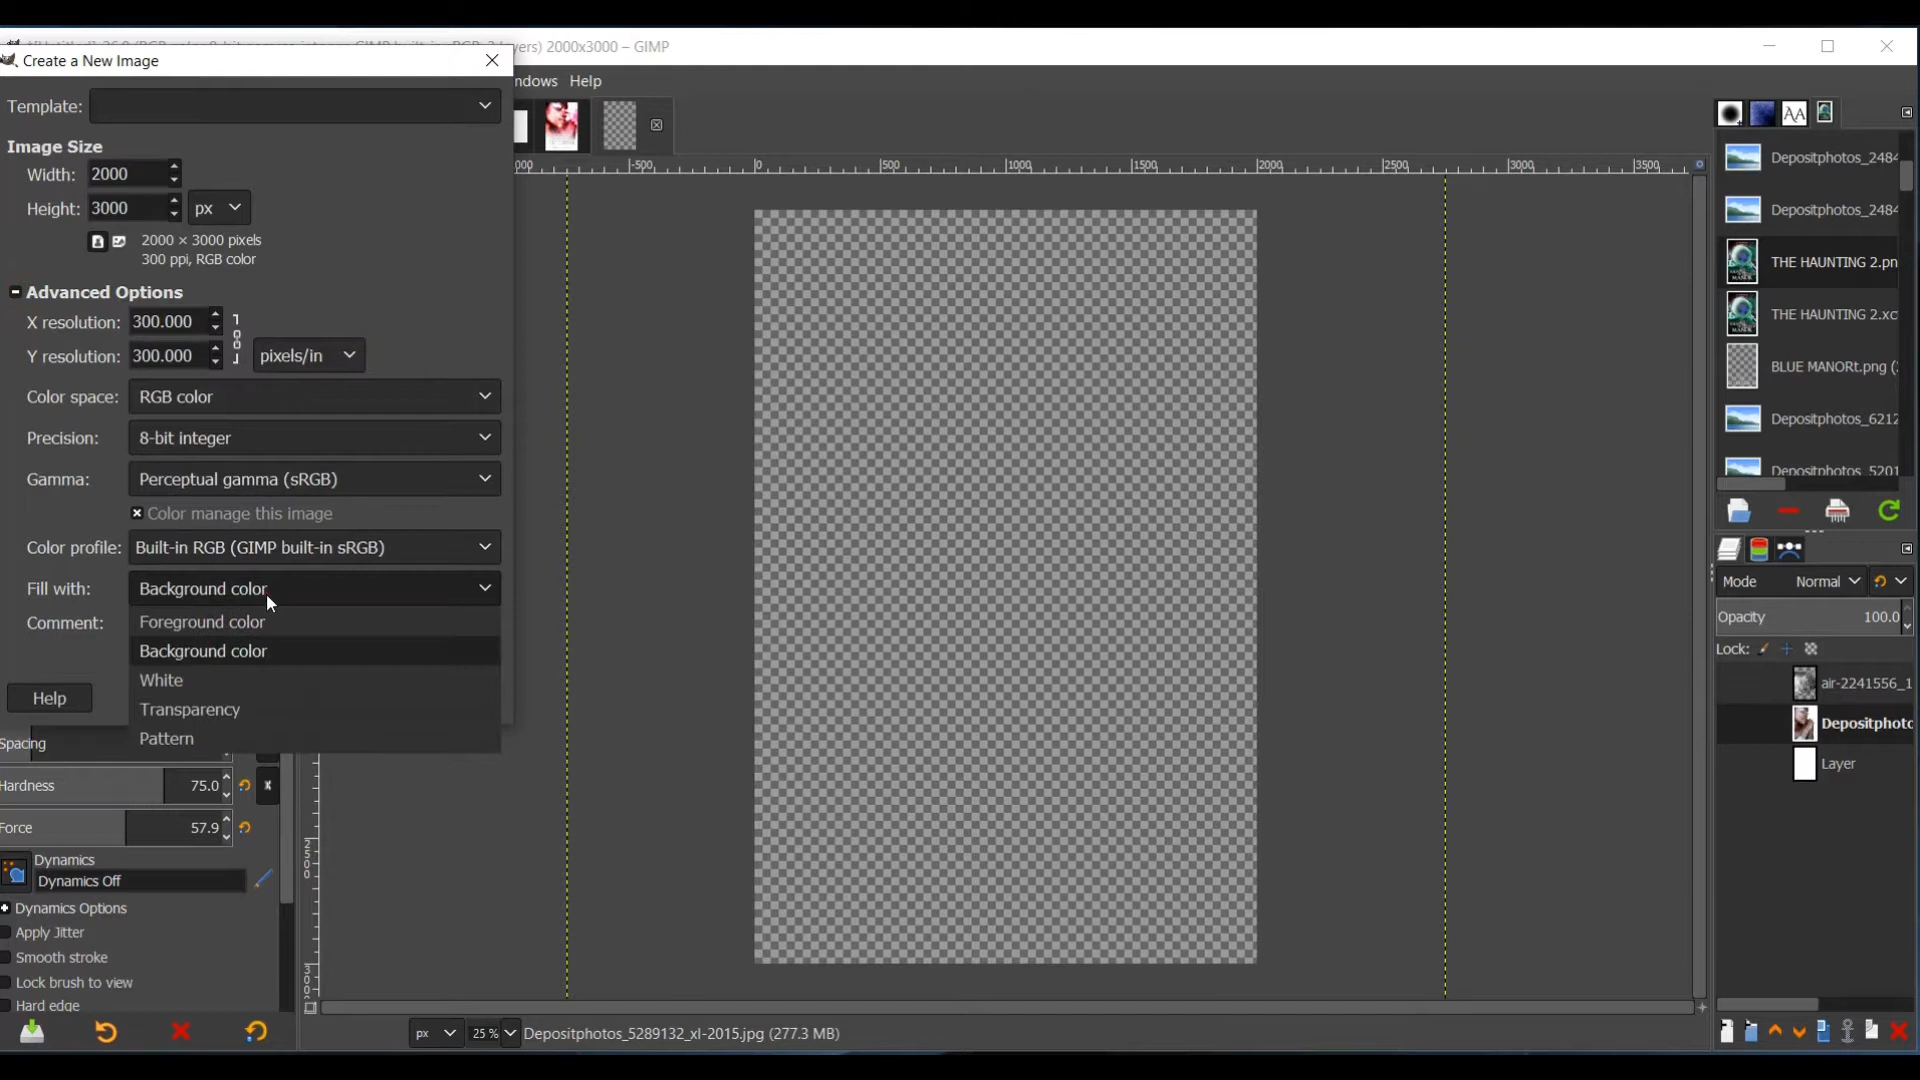 yers) 2000x3000 – GIMP
Create a New Image
ndows Help
Template:
Image Size
Width: 2000
Height: 3000 px
2000 × 3000 pixels
300 ppi, RGB color
Advanced Options
X resolution: 300.000
Y resolution: 300.000 pixels/in
Color space: RGB color
Precision: 8-bit integer
Gamma: Perceptual gamma (sRGB)
Color manage this image
Color profile: Built-in RGB (GIMP built-in sRGB)
Fill with: Background color
Comment:
Foreground color
Background color
White
Transparency
Pattern
Help
Spacing
Hardness 75.0
Force 57.9
Dynamics
Dynamics Off
Dynamics Options
Apply Jitter
Smooth stroke
Lock brush to view
Hard edge
000 -500 0 500 1000 1500 2000 2500 3000 3500
2500
px 25 % Depositphotos_5289132_xl-2015.jpg (277.3 MB)
AA
Depositphotos_2484
Depositphotos_2484
THE HAUNTING 2.pn
THE HAUNTING 2.xc
BLUE MANORt.png (
Depositphotos_6212
Depositphotos_5201
Mode Normal
Opacity 100.0
Lock:
air-2241556_1
Depositphoto
Layer